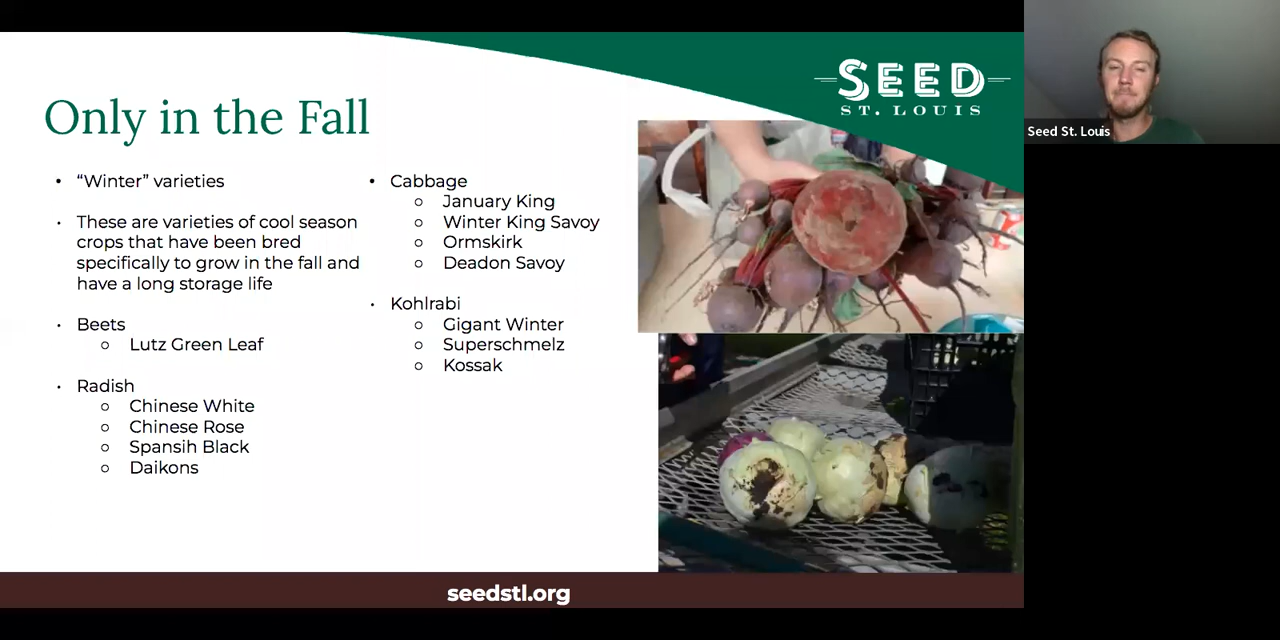 SEED
ST. LOUIS
Only in the Fall
• "Winter" varieties
• These are varieties of cool season
crops that have been bred
specifically to grow in the fall and
have a long storage life
• Beets
○ Lutz Green Leaf
• Radish
○ Chinese White
○ Chinese Rose
○ Spansih Black
○ Daikons
• Cabbage
○ January King
○ Winter King Savoy
○ Ormskirk
○ Deadon Savoy
• Kohlrabi
○ Gigant Winter
○ Superschmelz
○ Kossak
seedstl.org
Seed St. Louis